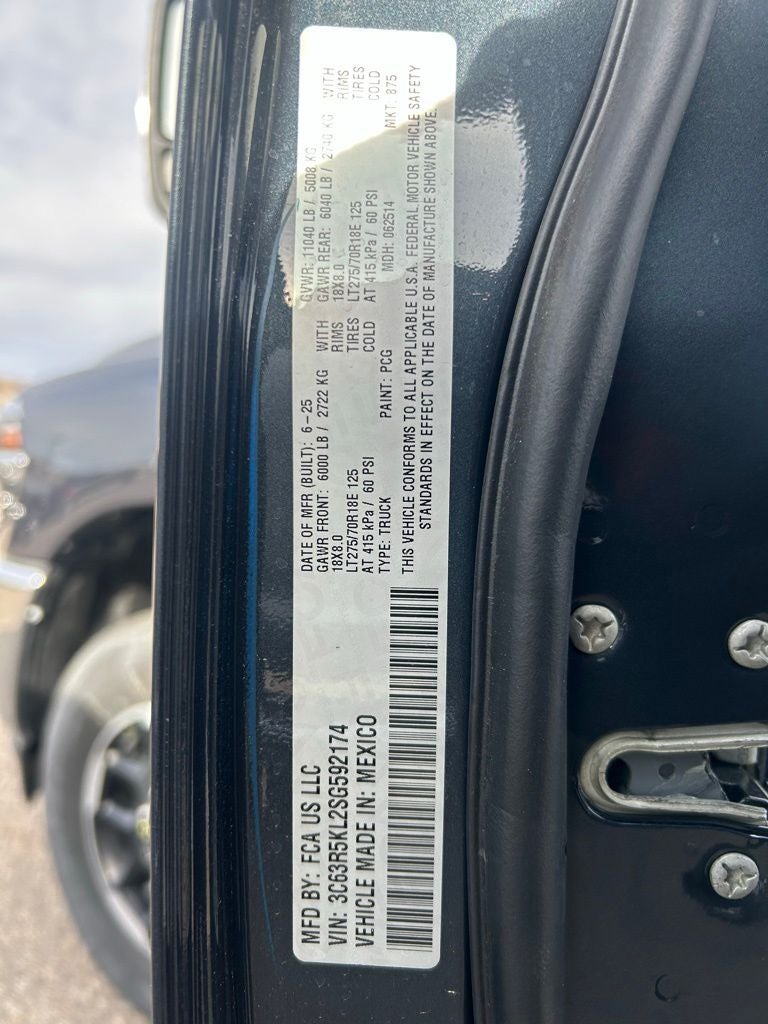 MFD BY: FCA US LLC
VIN: 3C63R5KL2SG592174
VEHICLE MADE IN: MEXICO
DATE OF MFR (BUILT): 6-25 GVWR: 11040 LB / 5008 KG
GAWR FRONT: 6000 LB / 2722 KG WITH GAWR REAR: 6040 LB / 2740 KG WITH
18X8.0 RIMS 18X8.0 RIMS
LT275/70R18E 125 TIRES LT275/70R18E 125 TIRES
AT 415 kPa / 60 PSI COLD AT 415 kPa / 60 PSI COLD
TYPE: TRUCK PAINT: PCG MDH: 062514 MKT: 875
THIS VEHICLE CONFORMS TO ALL APPLICABLE U.S.A. FEDERAL MOTOR VEHICLE SAFETY
STANDARDS IN EFFECT ON THE DATE OF MANUFACTURE SHOWN ABOVE.